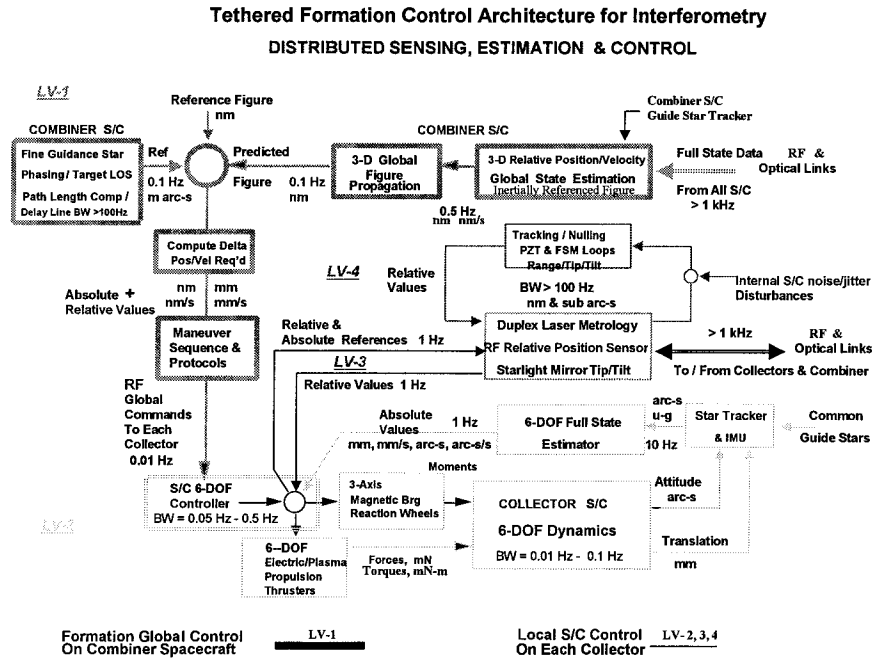 Tethered Formation Control Architecture for Interferometry
DISTRIBUTED SENSING, ESTIMATION & CONTROL
LV-1
Reference Figure
nm
Combiner S/C
Guide Star Tracker
COMBINER S/C
COMBINER S/C
Fine Guidance Star
Phasing / Target LOS
Path Length Comp /
Delay Line BW >100Hz
Ref
0.1 Hz
m arc-s
Predicted
Figure
0.1 Hz
nm
3-D Global
Figure
Propagation
0.5 Hz
nm nm/s
3-D Relative Position/Velocity
Global State Estimation
Inertially Referenced Figure
Full State Data
From All S/C
> 1 kHz
RF &
Optical Links
Compute Delta
Pos/Vel Req'd
nm
nm/s
mm
mm/s
Absolute +
Relative Values
LV-4
Relative
Values
Tracking / Nulling
PZT & FSM Loops
Range/Tip/Tilt
BW > 100 Hz
nm & sub arc-s
Internal S/C noise/jitter
Disturbances
Maneuver
Sequence &
Protocols
Relative &
Absolute References 1 Hz
LV-3
Relative Values 1 Hz
Duplex Laser Metrology
RF Relative Position Sensor
Starlight Mirror Tip/Tilt
> 1 kHz
RF &
Optical Links
To / From Collectors & Combiner
RF
Global
Commands
To Each
Collector
0.01 Hz
Absolute
Values
1 Hz
mm, mm/s, arc-s, arc-s/s
6-DOF Full State
Estimator
arc-s
u-g
10 Hz
Star Tracker
& IMU
Common
Guide Stars
LV-2
S/C 6-DOF
Controller
BW = 0.05 Hz - 0.5 Hz
3-Axis
Magnetic Brg
Reaction Wheels
Moments
COLLECTOR S/C
6-DOF Dynamics
BW = 0.01 Hz - 0.1 Hz
Attitude
arc-s
Translation
mm
6--DOF
Electric/Plasma
Propulsion
Thrusters
Forces, mN
Torques, mN-m
Formation Global Control
On Combiner Spacecraft
LV-1
Local S/C Control
On Each Collector
LV- 2, 3, 4